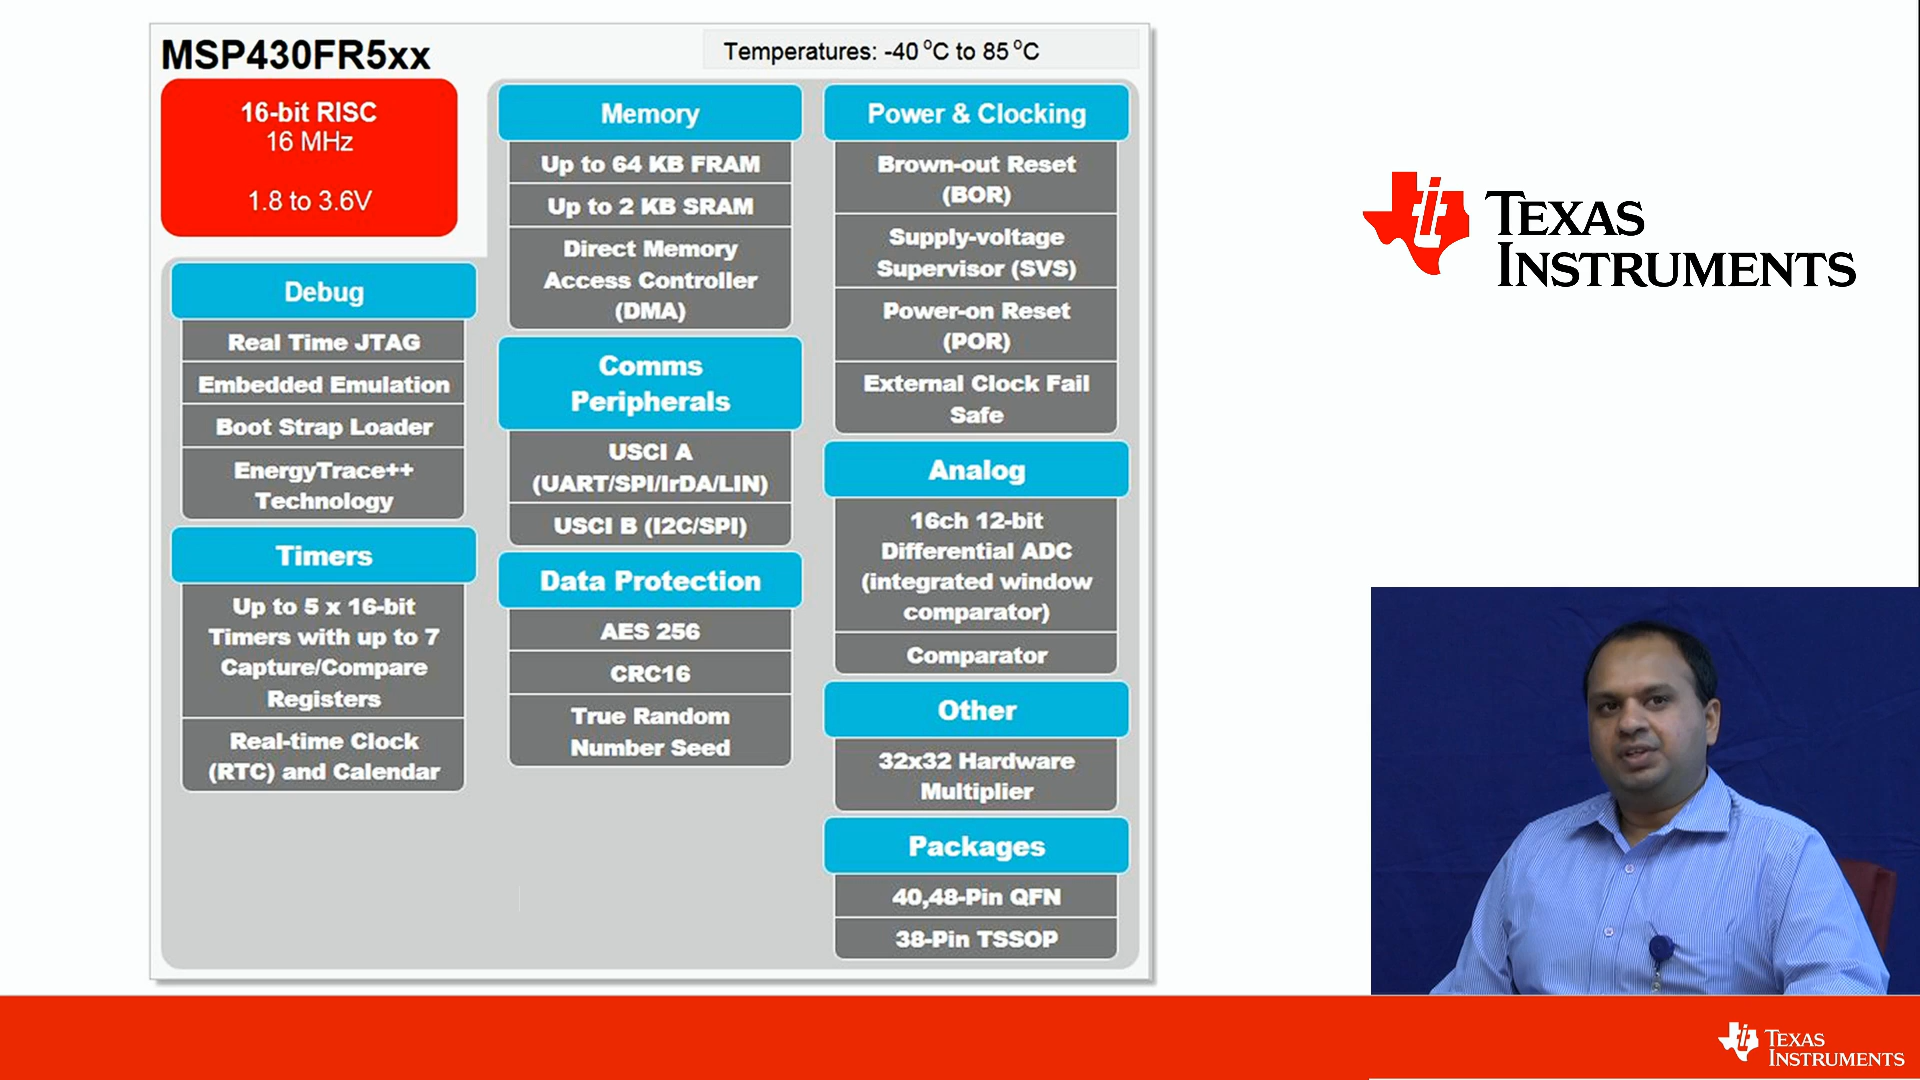 MSP430FR5xx
Temperatures: -40 °C to 85 °C
16-bit RISC
16 MHz
1.8 to 3.6V
Debug
Real Time JTAG
Embedded Emulation
Boot Strap Loader
EnergyTrace++
Technology
Timers
Up to 5 x 16-bit
Timers with up to 7
Capture/Compare
Registers
Real-time Clock
(RTC) and Calendar
Memory
Up to 64 KB FRAM
Up to 2 KB SRAM
Direct Memory
Access Controller
(DMA)
Comms
Peripherals
USCI A
(UART/SPI/IrDA/LIN)
USCI B (I2C/SPI)
Data Protection
AES 256
CRC16
True Random
Number Seed
Power & Clocking
Brown-out Reset
(BOR)
Supply-voltage
Supervisor (SVS)
Power-on Reset
(POR)
External Clock Fail
Safe
Analog
16ch 12-bit
Differential ADC
(integrated window
comparator)
Comparator
Other
32x32 Hardware
Multiplier
Packages
40,48-Pin QFN
38-Pin TSSOP
TEXAS
INSTRUMENTS
TEXAS
INSTRUMENTS